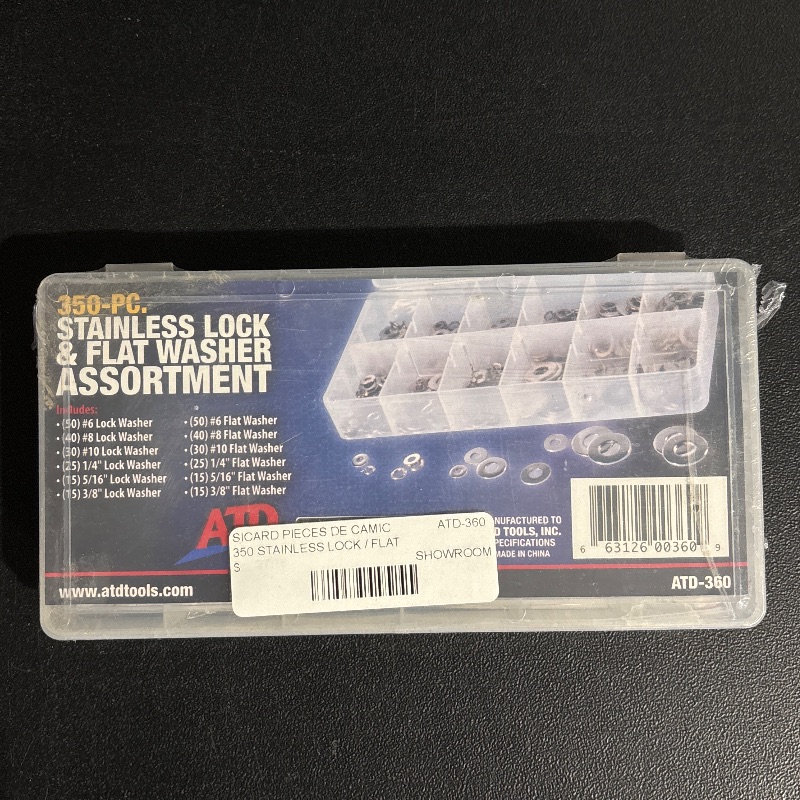 350-PC.
STAINLESS LOCK
& FLAT WASHER
ASSORTMENT
Includes:
• (50) #6 Lock Washer
• (40) #8 Lock Washer
• (30) #10 Lock Washer
• (25) 1/4" Lock Washer
• (15) 5/16" Lock Washer
• (15) 3/8" Lock Washer
• (50) #6 Flat Washer
• (40) #8 Flat Washer
• (30) #10 Flat Washer
• (25) 1/4" Flat Washer
• (15) 5/16" Flat Washer
• (15) 3/8" Flat Washer
ATD
SICARD PIECES DE CAMIC ATD-360
350 STAINLESS LOCK / FLAT
$ SHOWROOM
NUFACTURED TO
D TOOLS, INC.
PECIFICATIONS
MADE IN CHINA
6 63126 00360 9
www.atdtools.com
ATD-360